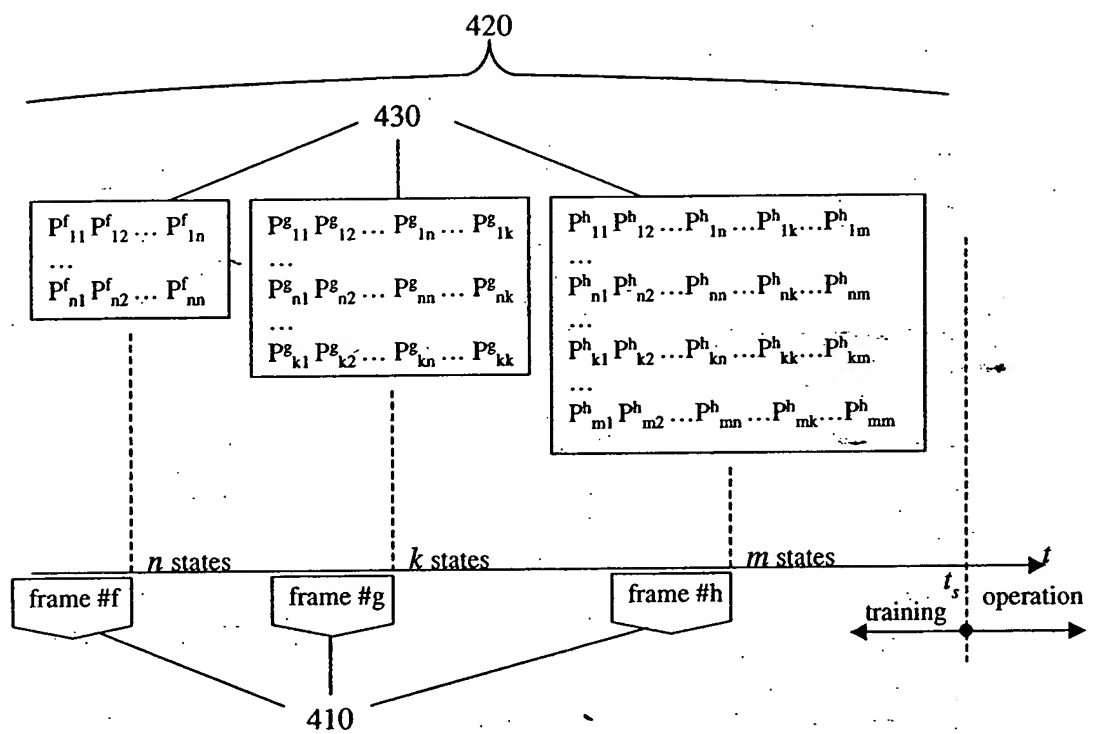 420
430
P^f_11 P^f_12 … P^f_1n
…
P^f_n1 P^f_n2 … P^f_nn
P^g_11 P^g_12 … P^g_1n … P^g_1k
…
P^g_n1 P^g_n2 … P^g_nn … P^g_nk
…
P^g_k1 P^g_k2 … P^g_kn … P^g_kk
P^h_11 P^h_12 … P^h_1n … P^h_1k … P^h_1m
…
P^h_n1 P^h_n2 … P^h_nn … P^h_nk … P^h_nm
…
P^h_k1 P^h_k2 … P^h_kn … P^h_kk … P^h_km
…
P^h_m1 P^h_m2 … P^h_mn … P^h_mk … P^h_mm
n states
k states
m states
t
frame #f
frame #g
frame #h
t_s
training
operation
410